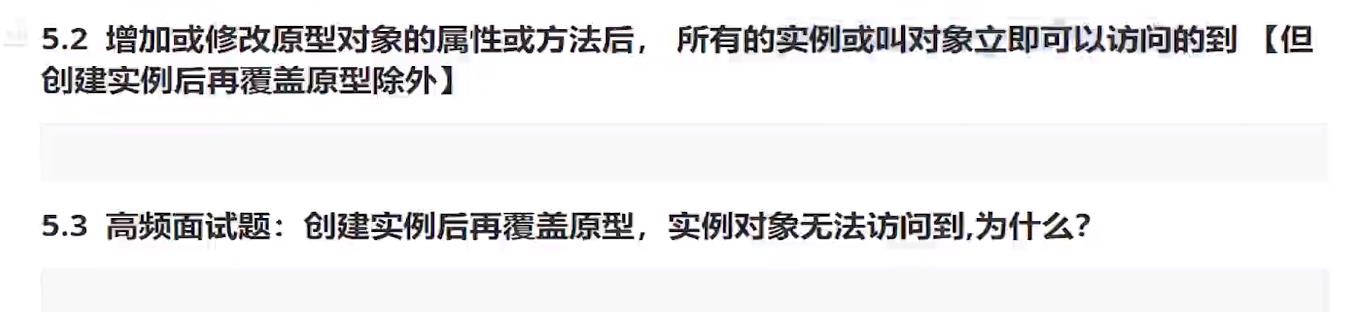 5.2 增加或修改原型对象的属性或方法后， 所有的实例或叫对象立即可以访问的到 【但
创建实例后再覆盖原型除外】
5.3 高频面试题：创建实例后再覆盖原型，实例对象无法访问到,为什么？